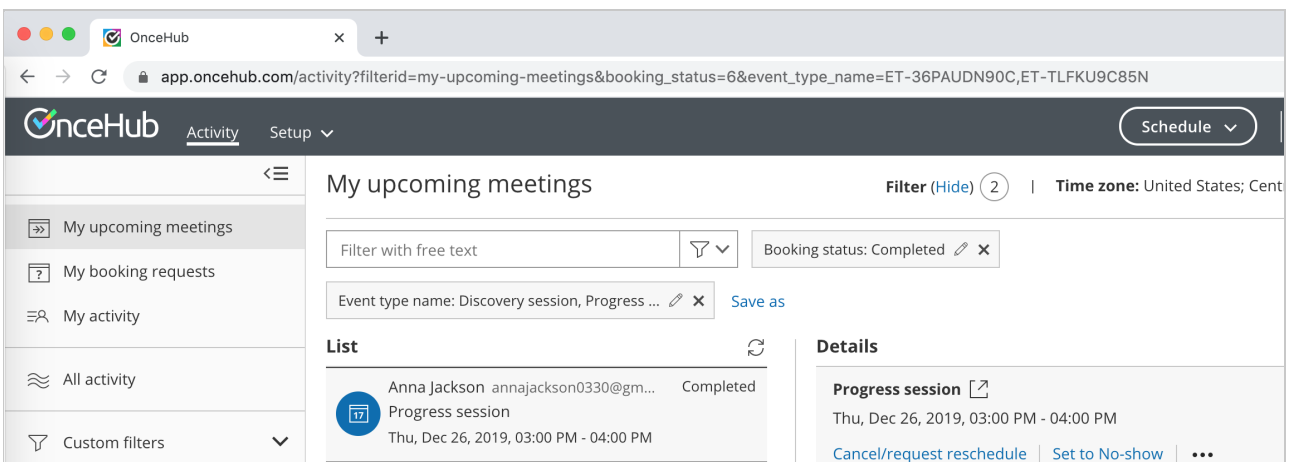 OnceHub
app.oncehub.com/activity?filterid=my-upcoming-meetings&booking_status=6&event_type_name=ET-36PAUDN90C,ET-TLFKU9C85N
OnceHub Activity Setup Schedule
My upcoming meetings Filter (Hide) 2 | Time zone: United States; Cent
My upcoming meetings
My booking requests
My activity
All activity
Custom filters
Filter with free text
Booking status: Completed
Event type name: Discovery session, Progress ...
Save as
List
Anna Jackson annajackson0330@gm... Completed
Progress session
17
Thu, Dec 26, 2019, 03:00 PM - 04:00 PM
Details
Progress session
Thu, Dec 26, 2019, 03:00 PM - 04:00 PM
Cancel/request reschedule | Set to No-show | •••